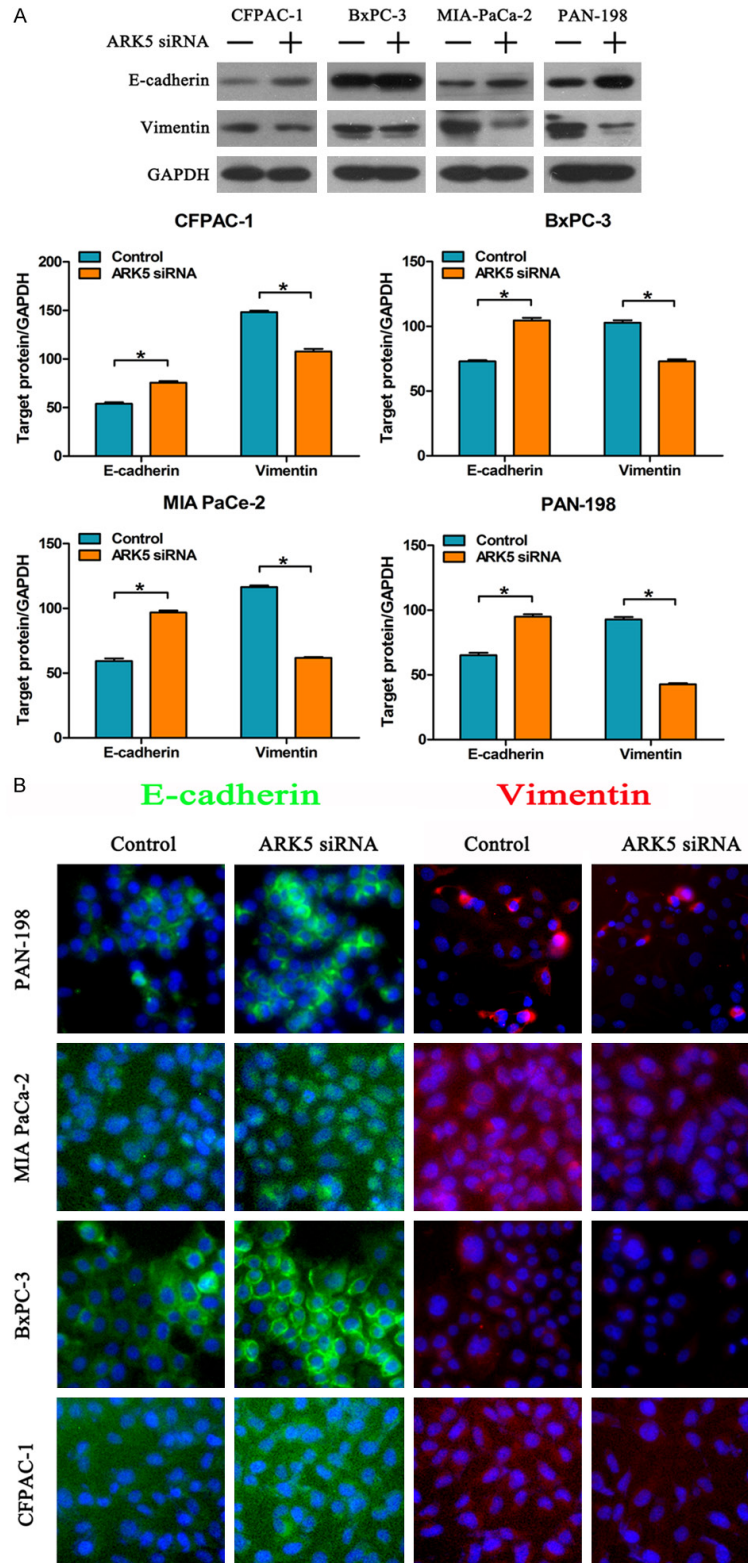 A
CFPAC-1 BxPC-3 MIA-PaCa-2 PAN-198
ARK5 siRNA — + — + — + — +
E-cadherin
Vimentin
GAPDH
CFPAC-1
Control
ARK5 siRNA
Target protein/GAPDH
200
150
100
50
0
*
*
E-cadherin Vimentin
BxPC-3
Control
ARK5 siRNA
Target protein/GAPDH
150
100
50
0
*
*
E-cadherin Vimentin
MIA PaCe-2
Control
ARK5 siRNA
Target protein/GAPDH
150
100
50
0
*
*
E-cadherin Vimentin
PAN-198
Control
ARK5 siRNA
Target protein/GAPDH
150
100
50
0
*
*
E-cadherin Vimentin
B
E-cadherin Vimentin
Control ARK5 siRNA Control ARK5 siRNA
PAN-198
MIA PaCa-2
BxPC-3
CFPAC-1